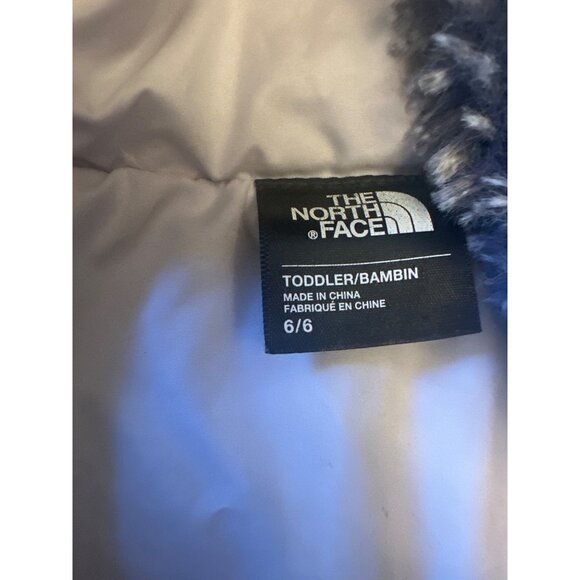 THE
NORTH
®FACE
TODDLER/BAMBIN
MADE IN CHINA
FABRIQUÉ EN CHINE
6/6